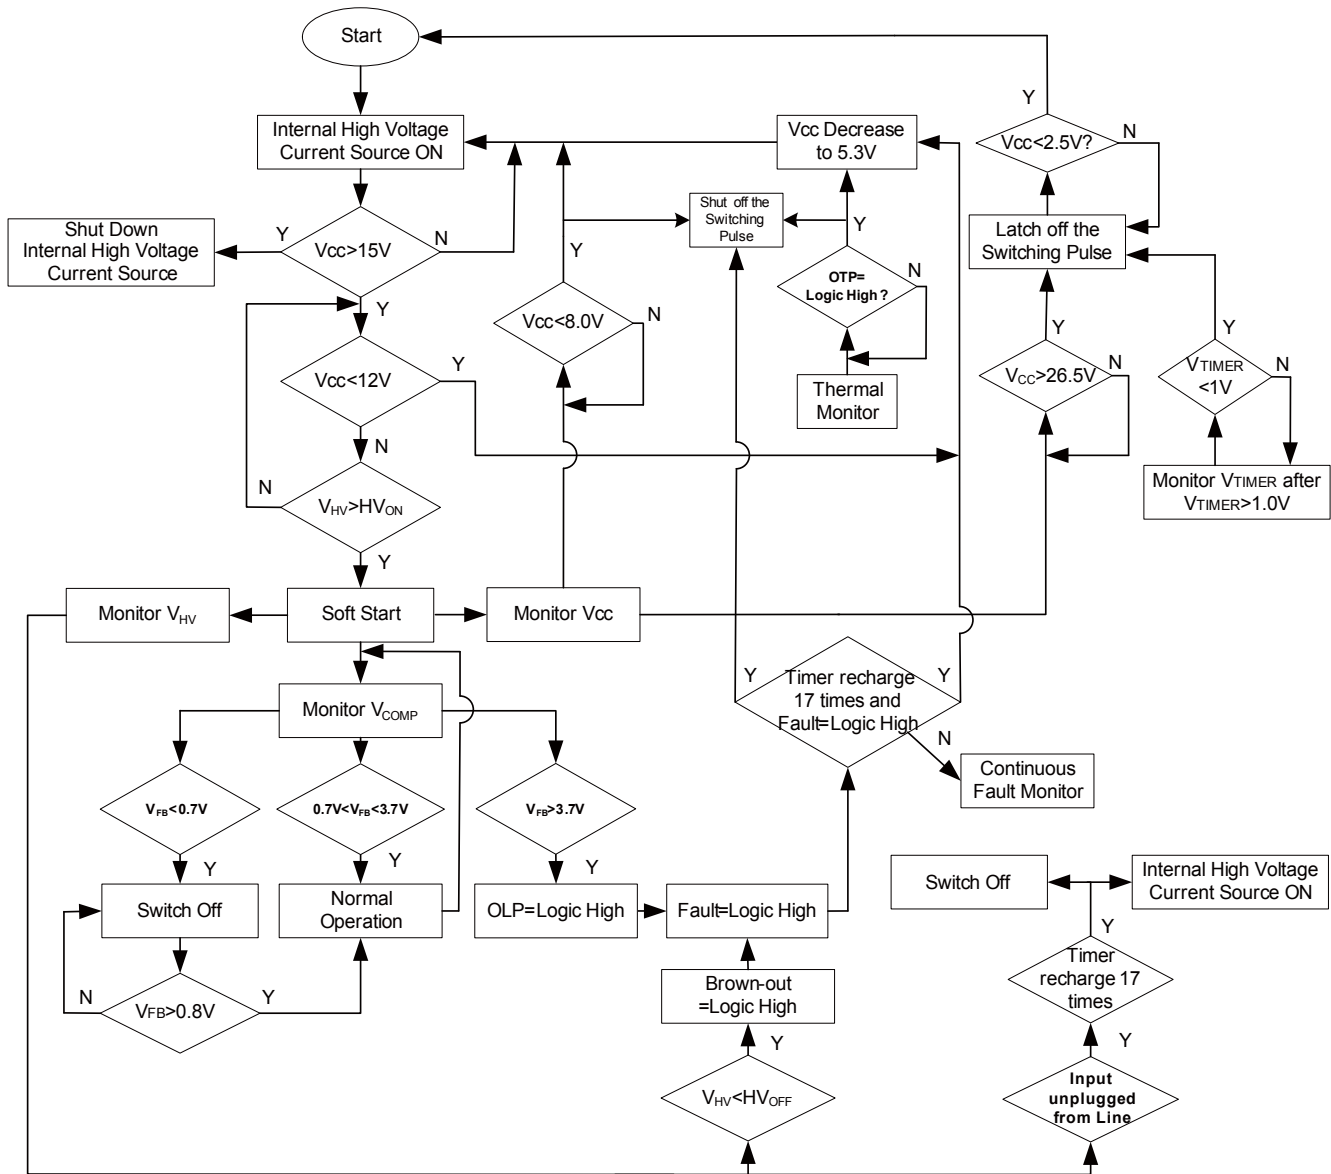 Start
Internal High Voltage
Current Source ON
Vcc Decrease
to 5.3V
Y
Vcc<2.5V?
N
Shut off the
Switching
Pulse
Y
Latch off the
Switching Pulse
Shut Down
Internal High Voltage
Current Source
Y
Vcc>15V
N
Y
Y
OTP=
Logic High ?
N
Vcc<8.0V
N
Thermal
Monitor
Y
VCC>26.5V
N
Y
VTIMER
<1V
N
Monitor VTIMER after
VTIMER>1.0V
Vcc<12V
Y
N
N
VHV>HVON
Y
Monitor VHV
Soft Start
Monitor Vcc
Monitor VCOMP
Y
Timer recharge
17 times and
Fault=Logic High
Y
N
Continuous
Fault Monitor
VFB<0.7V
0.7V<VFB<3.7V
VFB>3.7V
Y
Y
Y
Switch Off
Normal
Operation
OLP=Logic High
Fault=Logic High
Switch Off
Internal High Voltage
Current Source ON
N
VFB>0.8V
Y
Brown-out
=Logic High
Y
Timer
recharge 17
times
Y
VHV<HVOFF
Y
Input
unplugged
from Line